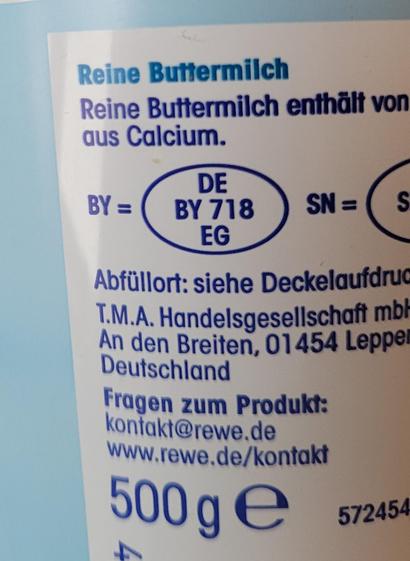 Reine Buttermilch
Reine Buttermilch enthält von
aus Calcium.
BY = DE BY 718 EG SN = S
Abfüllort: siehe Deckelaufdruc
T.M.A. Handelsgesellschaft mbH
An den Breiten, 01454 Lepper
Deutschland
Fragen zum Produkt:
kontakt@rewe.de
www.rewe.de/kontakt
500 g e 572454
4